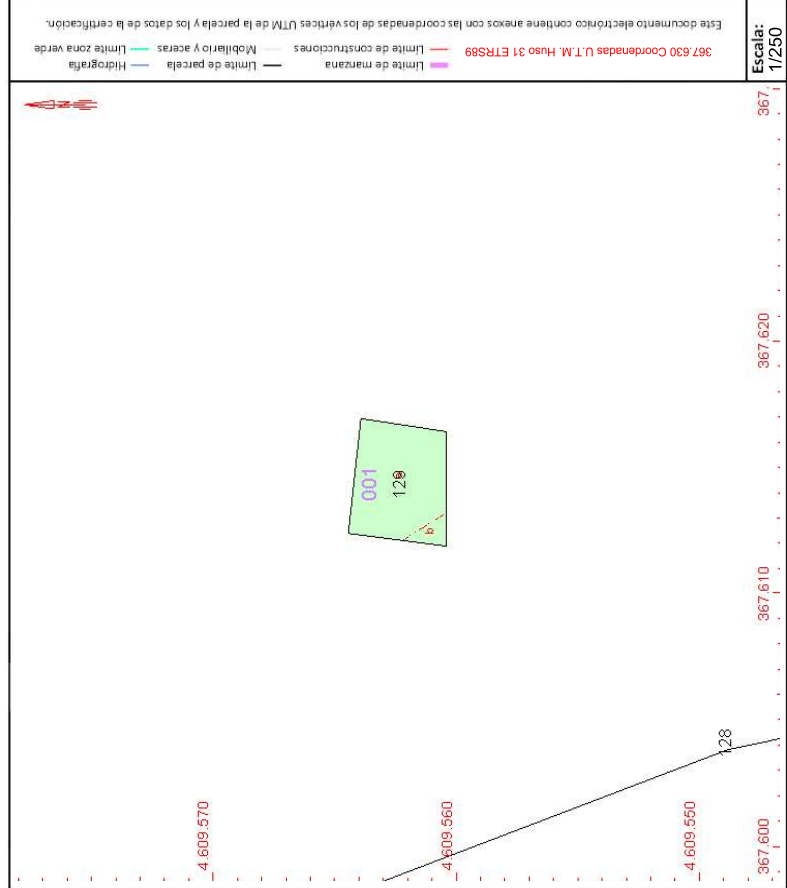 Este documento electrónico contiene anexos con las coordenadas de los vértices UTM de la parcela y los datos de la certificación.
367.630 Coordenadas U.T.M. Huso 31 ETRS89
Límite de manzana
Límite de construcciones
Límite de parcela
Mobiliario y aceras
Hidrografía
Límite zona verde
Escala:
1/250
N
367.
367.620
367.610
367.600
4.609.570
4.609.560
4.609.550
001
b
128